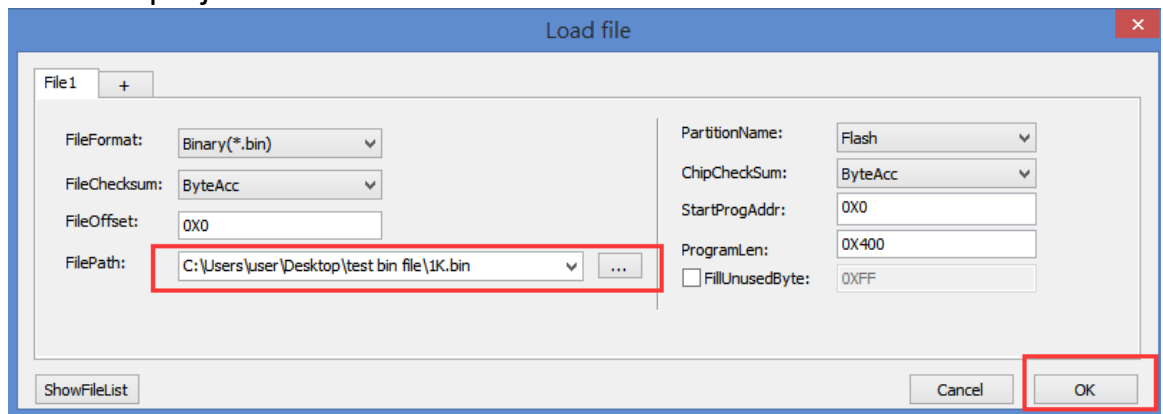 Load file
File1 +
FileFormat: Binary(*.bin)
FileChecksum: ByteAcc
FileOffset: 0X0
FilePath: C:\Users\user\Desktop\test bin file\1K.bin ...
PartitionName: Flash
ChipCheckSum: ByteAcc
StartProgAddr: 0X0
ProgramLen: 0X400
FillUnusedByte: 0XFF
ShowFileList Cancel OK